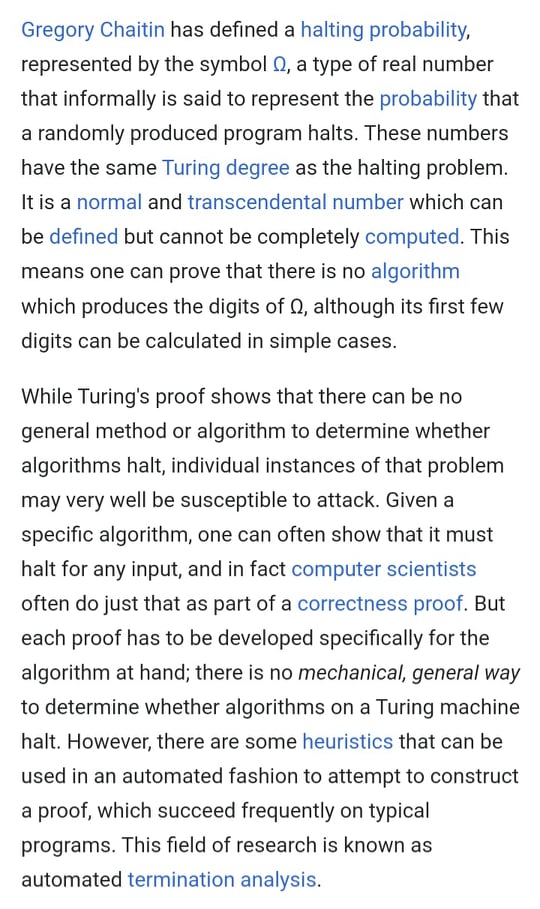 Gregory Chaitin has defined a halting probability,
represented by the symbol Ω, a type of real number
that informally is said to represent the probability that
a randomly produced program halts. These numbers
have the same Turing degree as the halting problem.
It is a normal and transcendental number which can
be defined but cannot be completely computed. This
means one can prove that there is no algorithm
which produces the digits of Ω, although its first few
digits can be calculated in simple cases.
While Turing's proof shows that there can be no
general method or algorithm to determine whether
algorithms halt, individual instances of that problem
may very well be susceptible to attack. Given a
specific algorithm, one can often show that it must
halt for any input, and in fact computer scientists
often do just that as part of a correctness proof. But
each proof has to be developed specifically for the
algorithm at hand; there is no mechanical, general way
to determine whether algorithms on a Turing machine
halt. However, there are some heuristics that can be
used in an automated fashion to attempt to construct
a proof, which succeed frequently on typical
programs. This field of research is known as
automated termination analysis.